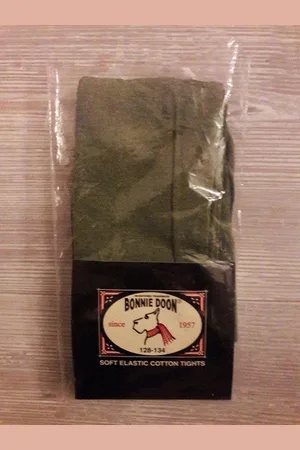 BONNIE DOON®
since 1957
128-134
SOFT ELASTIC COTTON TIGHTS